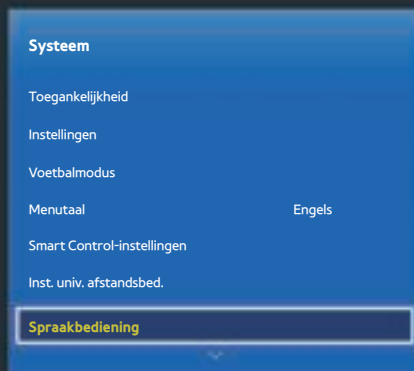 Systeem
Toegankelijkheid
Instellingen
Voetbalmodus
Menutaal Engels
Smart Control-instellingen
Inst. univ. afstandsbed.
Spraakbediening